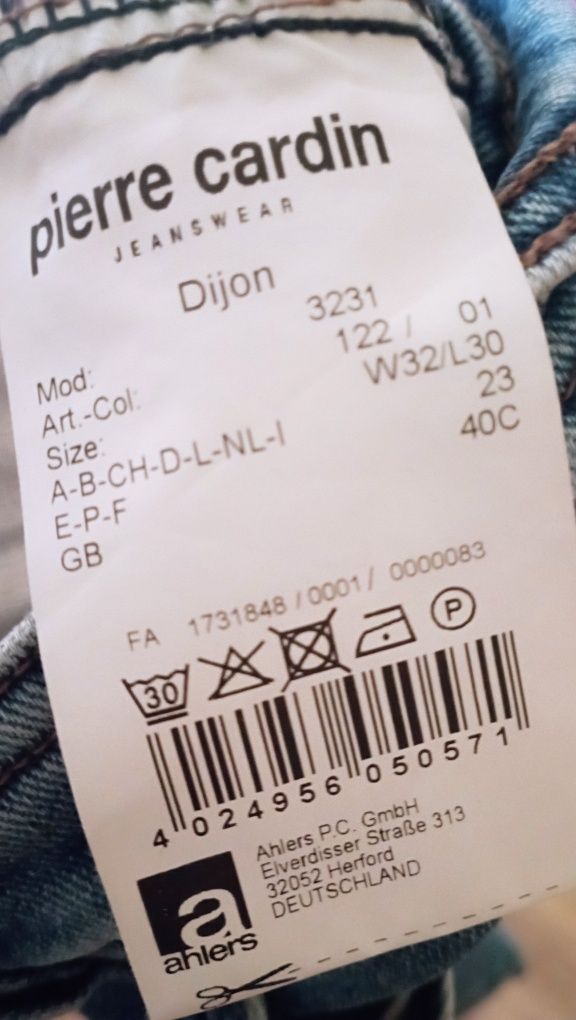 pierre cardin
JEANSWEAR
Dijon
Mod: 3231
Art.-Col: 122 / 01
Size: W32/L30
A-B-CH-D-L-NL-I 23
E-P-F 40C
GB
FA 1731848 / 0001 / 0000083
30 P
4 024956 050571
Ahlers P.C. GmbH
Elverdisser Straße 313
32052 Herford
DEUTSCHLAND
a
ahlers